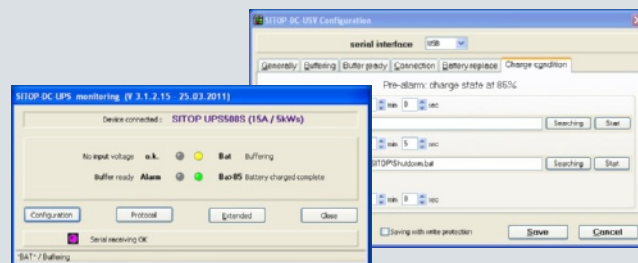 SITOP DC-USV Configuration
serial interface USB
Generally Buffering Buffer ready Connection Battery replace Charge condition
Pre-alarm: charge state at 85%
min 0 sec
Searching Start
min 5 sec
SITOP\Shutdown.bat Searching Start
min 0 sec
Saving with write protection Save Cancel
SITOP-DC-UPS monitoring (V 3.1.2.15 - 25.03.2011)
Device connected : SITOP UPS500S (15A / 5kWs)
No input voltage o.k. Bat Buffering
Buffer ready Alarm Bat>85 Battery charged complete
Configuration Protocol Extended Close
Serial receiving OK
"BAT" / Buffering